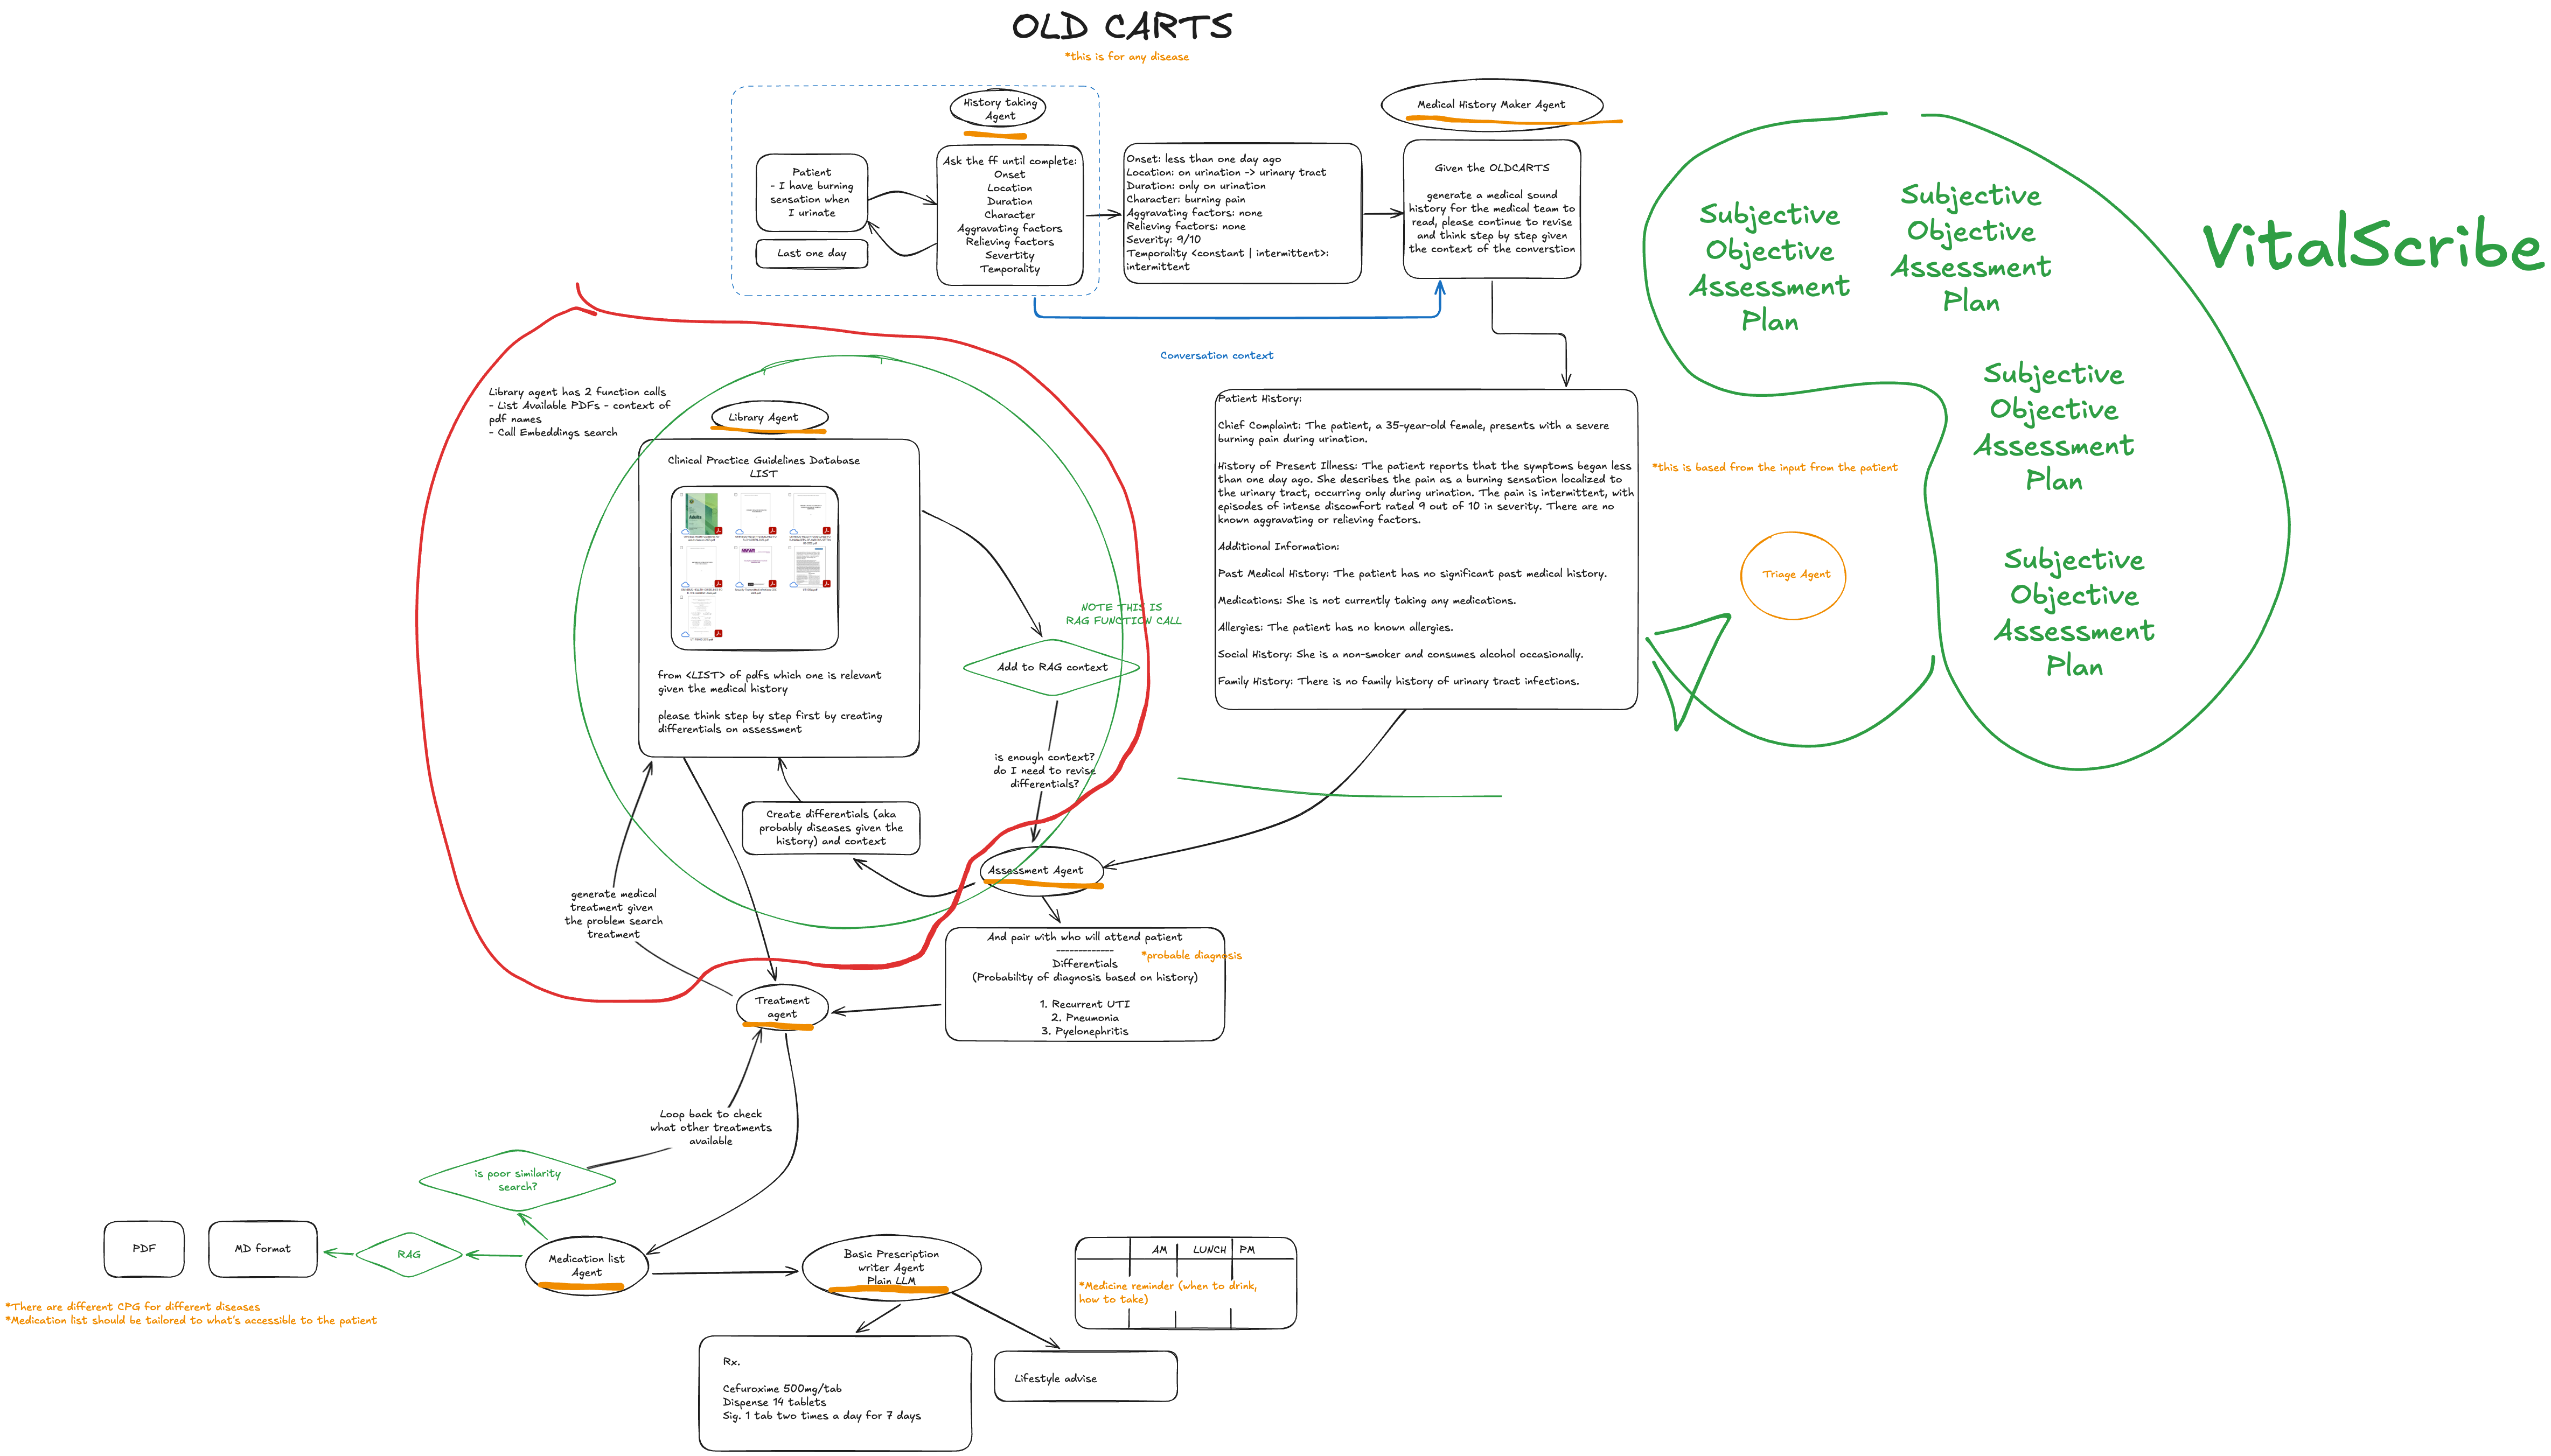 OLD CARTS
*this is for any disease
History taking
Agent
Patient
- I have burning
sensation when
I urinate
Last one day
Ask the ff until complete:
Onset
Location
Duration
Character
Aggravating factors
Relieving factors
Severtity
Temporality
Onset: less than one day ago
Location: on urination -> urinary tract
Duration: only on urination
Character: burning pain
Aggravating factors: none
Relieving factors: none
Severity: 9/10
Temporality <constant | intermittent>:
intermittent
Medical History Maker Agent
Given the OLDCARTS
generate a medical sound
history for the medical team to
read, please continue to revise
and think step by step given
the context of the converstion
Conversation context
Subjective
Objective
Assessment
Plan
Subjective
Objective
Assessment
Plan
VitalScribe
Subjective
Objective
Assessment
Plan
Subjective
Objective
Assessment
Plan
Library agent has 2 function calls
- List Available PDFs - context of
pdf names
- Call Embeddings search
Library Agent
Clinical Practice Guidelines Database
LIST
Adults
from <LIST> of pdfs which one is relevant
given the medical history
please think step by step first by creating
differentials on assessment
NOTE THIS IS
RAG FUNCTION CALL
Add to RAG context
is enough context?
do I need to revise
differentials?
Patient History:
Chief Complaint: The patient, a 35-year-old female, presents with a severe
burning pain during urination.
History of Present Illness: The patient reports that the symptoms began less
than one day ago. She describes the pain as a burning sensation localized to
the urinary tract, occurring only during urination. The pain is intermittent, with
episodes of intense discomfort rated 9 out of 10 in severity. There are no
known aggravating or relieving factors.
Additional Information:
Past Medical History: The patient has no significant past medical history.
Medications: She is not currently taking any medications.
Allergies: The patient has no known allergies.
Social History: She is a non-smoker and consumes alcohol occasionally.
Family History: There is no family history of urinary tract infections.
*this is based from the input from the patient
Triage Agent
Create differentials (aka
probably diseases given the
history) and context
Assessment Agent
generate medical
treatment given
the problem search
treatment
And pair with who will attend patient
-------------
*probable diagnosis
Differentials
(Probability of diagnosis based on history)
1. Recurrent UTI
2. Pneumonia
3. Pyelonephritis
Treatment
agent
Loop back to check
what other treatments
available
is poor similarity
search?
PDF
MD format
RAG
Medication list
Agent
Basic Prescription
writer Agent
Plain LLM
AM LUNCH PM
*Medicine reminder (when to drink,
how to take)
*There are different CPG for different diseases
*Medication list should be tailored to what's accessible to the patient
Rx.
Cefuroxime 500mg/tab
Dispense 14 tablets
Sig. 1 tab two times a day for 7 days
Lifestyle advise